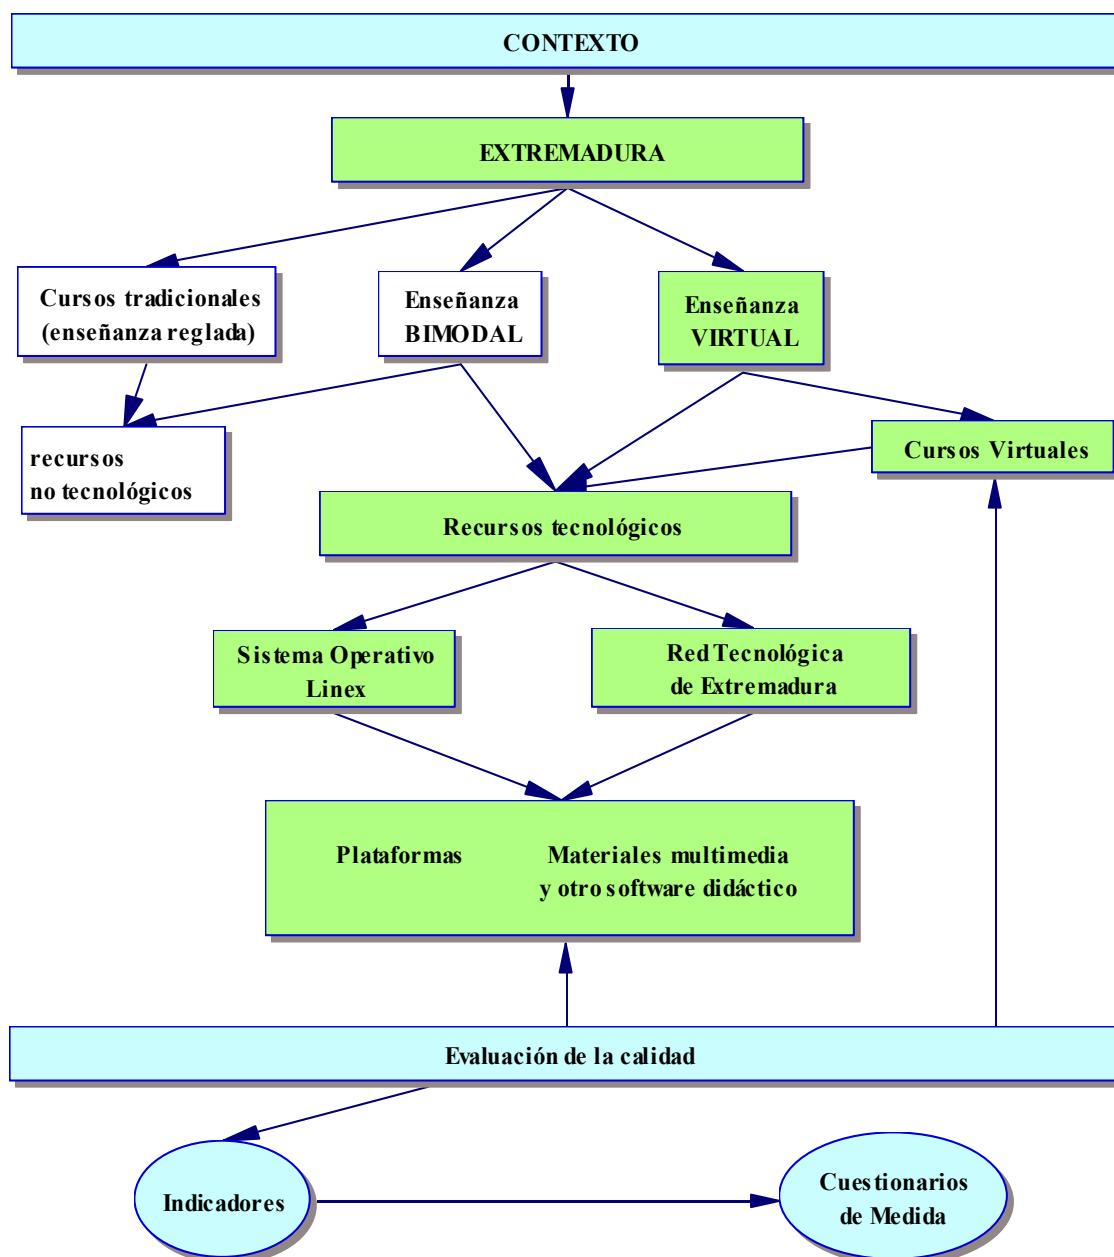 CONTEXTO
EXTREMADURA
Cursos tradicionales
(enseñanza reglada)
Enseñanza
BIMODAL
Enseñanza
VIRTUAL
recursos
no tecnológicos
Cursos Virtuales
Recursos tecnológicos
Sistema Operativo
Linex
Red Tecnológica
de Extremadura
Plataformas
Materiales multimedia
y otro software didáctico
Evaluación de la calidad
Indicadores
Cuestionarios
de Medida